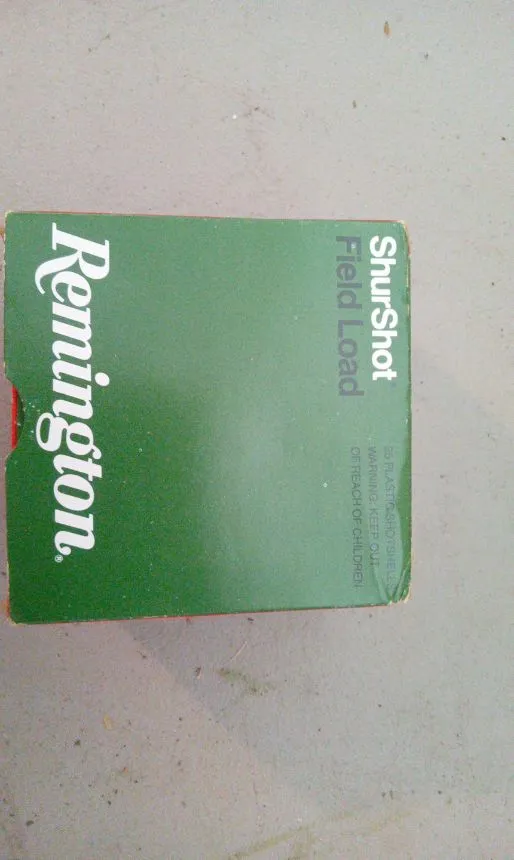 ShurShot
Field Load
25 PLASTIC SHOTSHELLS
WARNING: KEEP OUT
OF REACH OF CHILDREN
Remington®